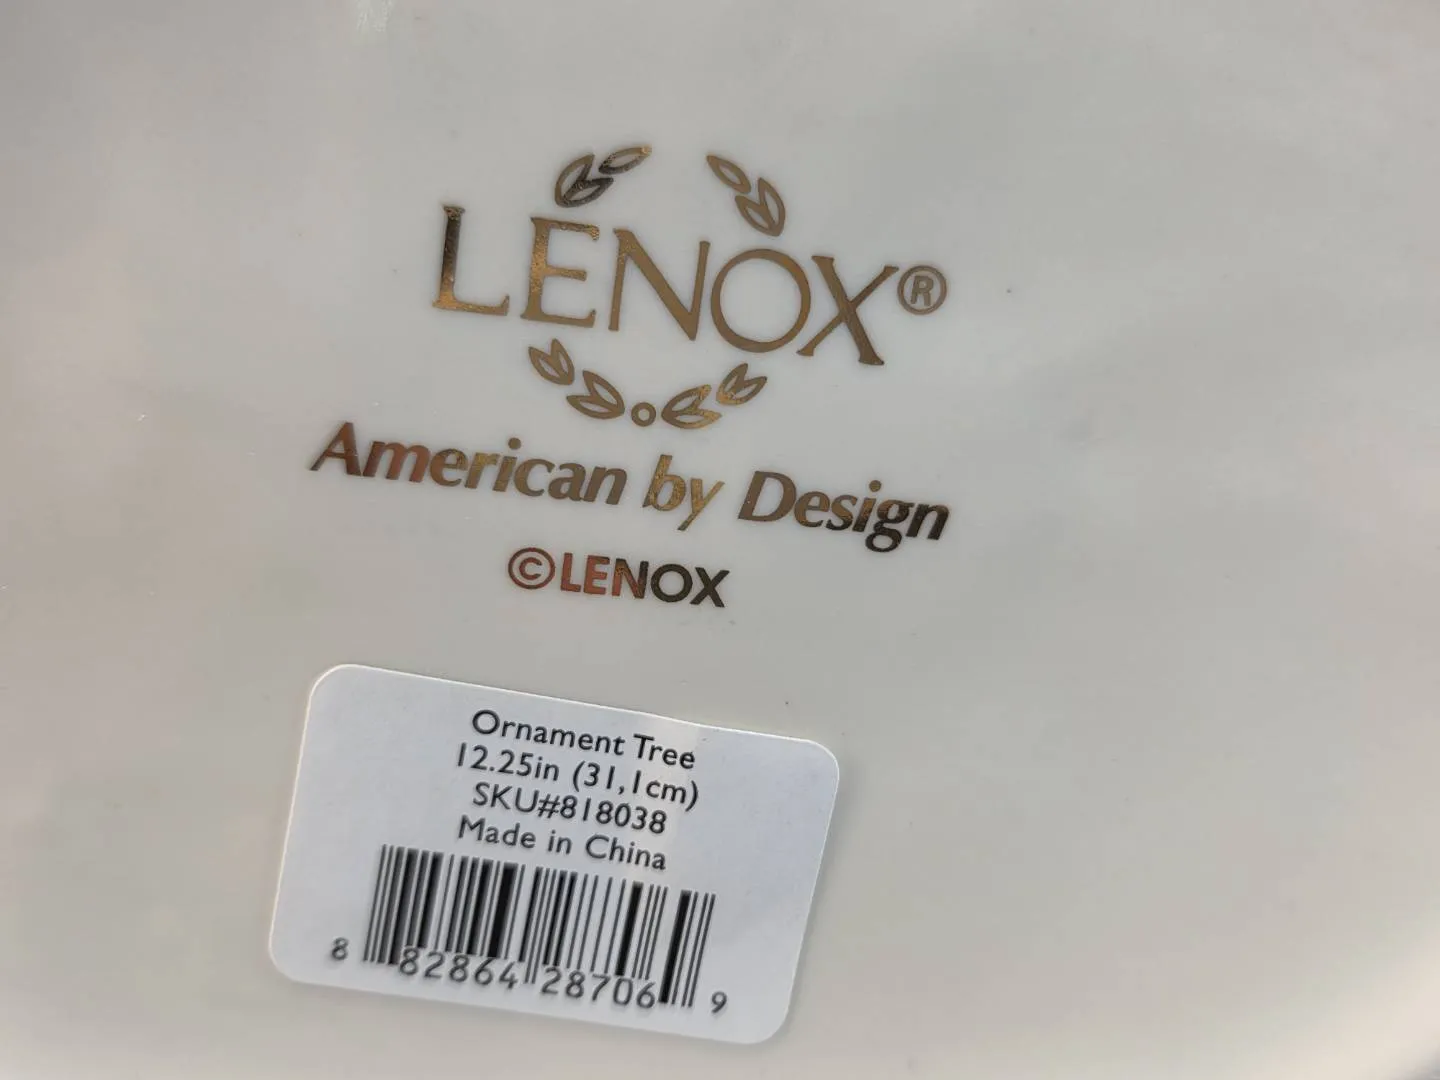 LENOX®
American by Design
©LENOX
Ornament Tree
12.25in (31,1cm)
SKU#818038
Made in China
8 82864 28706 9